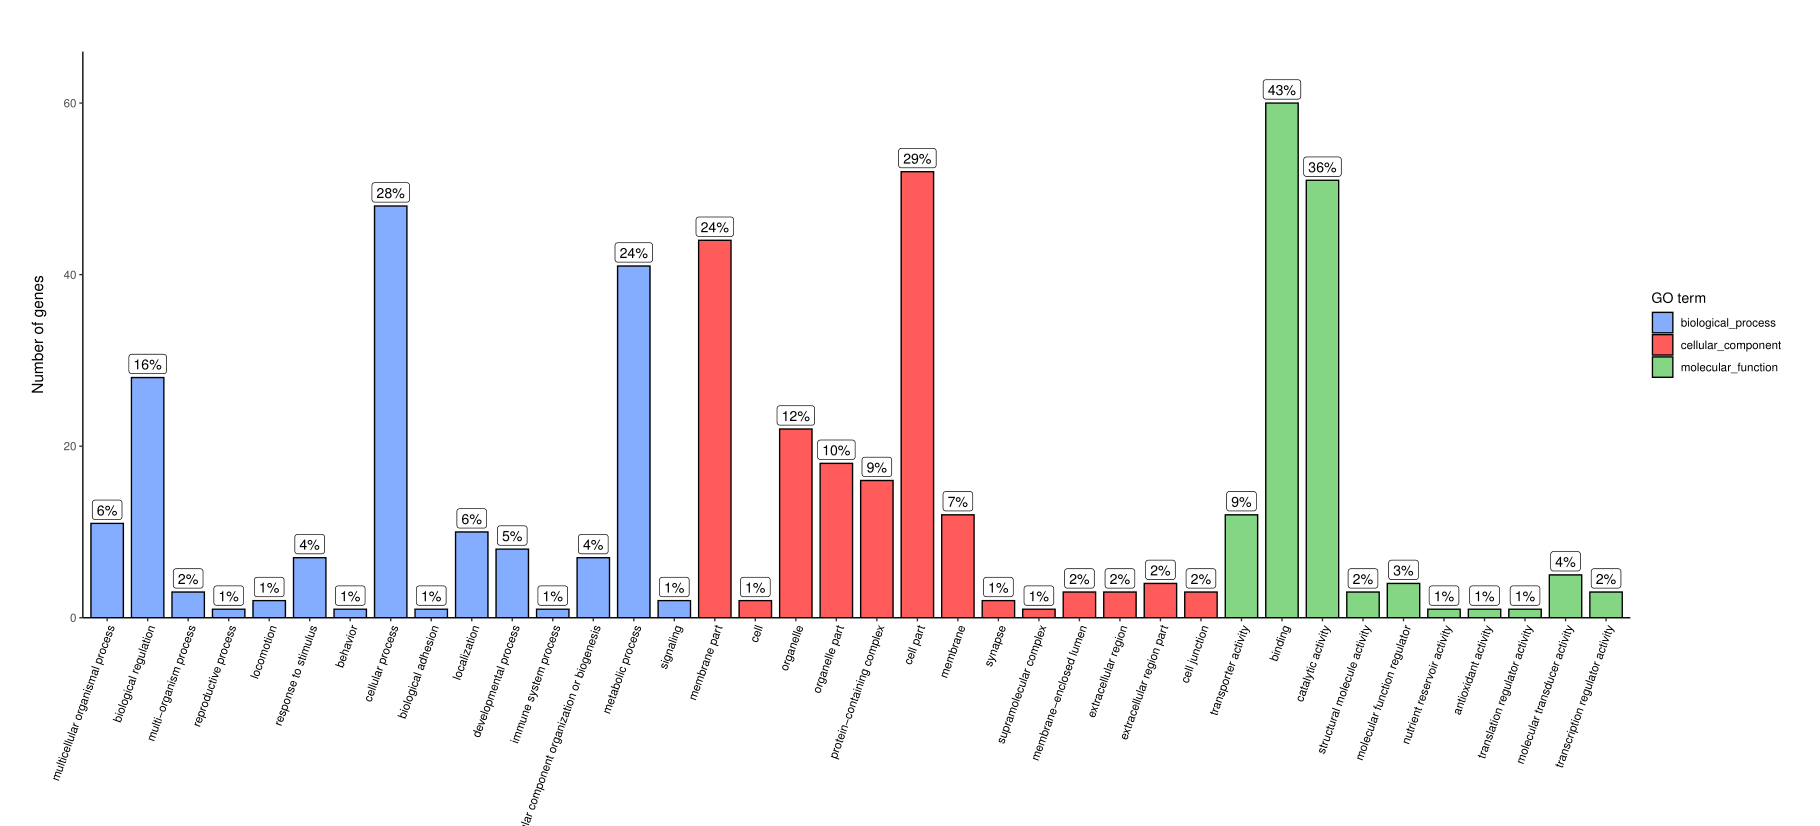 Number of genes
60
40
20
0
6%
16%
2%
1%
1%
4%
1%
28%
1%
6%
5%
1%
4%
24%
1%
24%
1%
12%
10%
9%
29%
7%
1%
1%
2%
2%
2%
2%
9%
43%
36%
2%
3%
1%
1%
1%
4%
2%
multicellular organismal process
biological regulation
multi−organism process
reproductive process
locomotion
response to stimulus
behavior
cellular process
biological adhesion
localization
developmental process
immune system process
component organization or biogenesis
metabolic process
signaling
membrane part
cell
organelle
organelle part
protein−containing complex
cell part
membrane
synapse
supramolecular complex
membrane−enclosed lumen
extracellular region
extracellular region part
cell junction
transporter activity
binding
catalytic activity
structural molecule activity
molecular function regulator
nutrient reservoir activity
antioxidant activity
translation regulator activity
molecular transducer activity
transcription regulator activity
GO term
biological_process
cellular_component
molecular_function